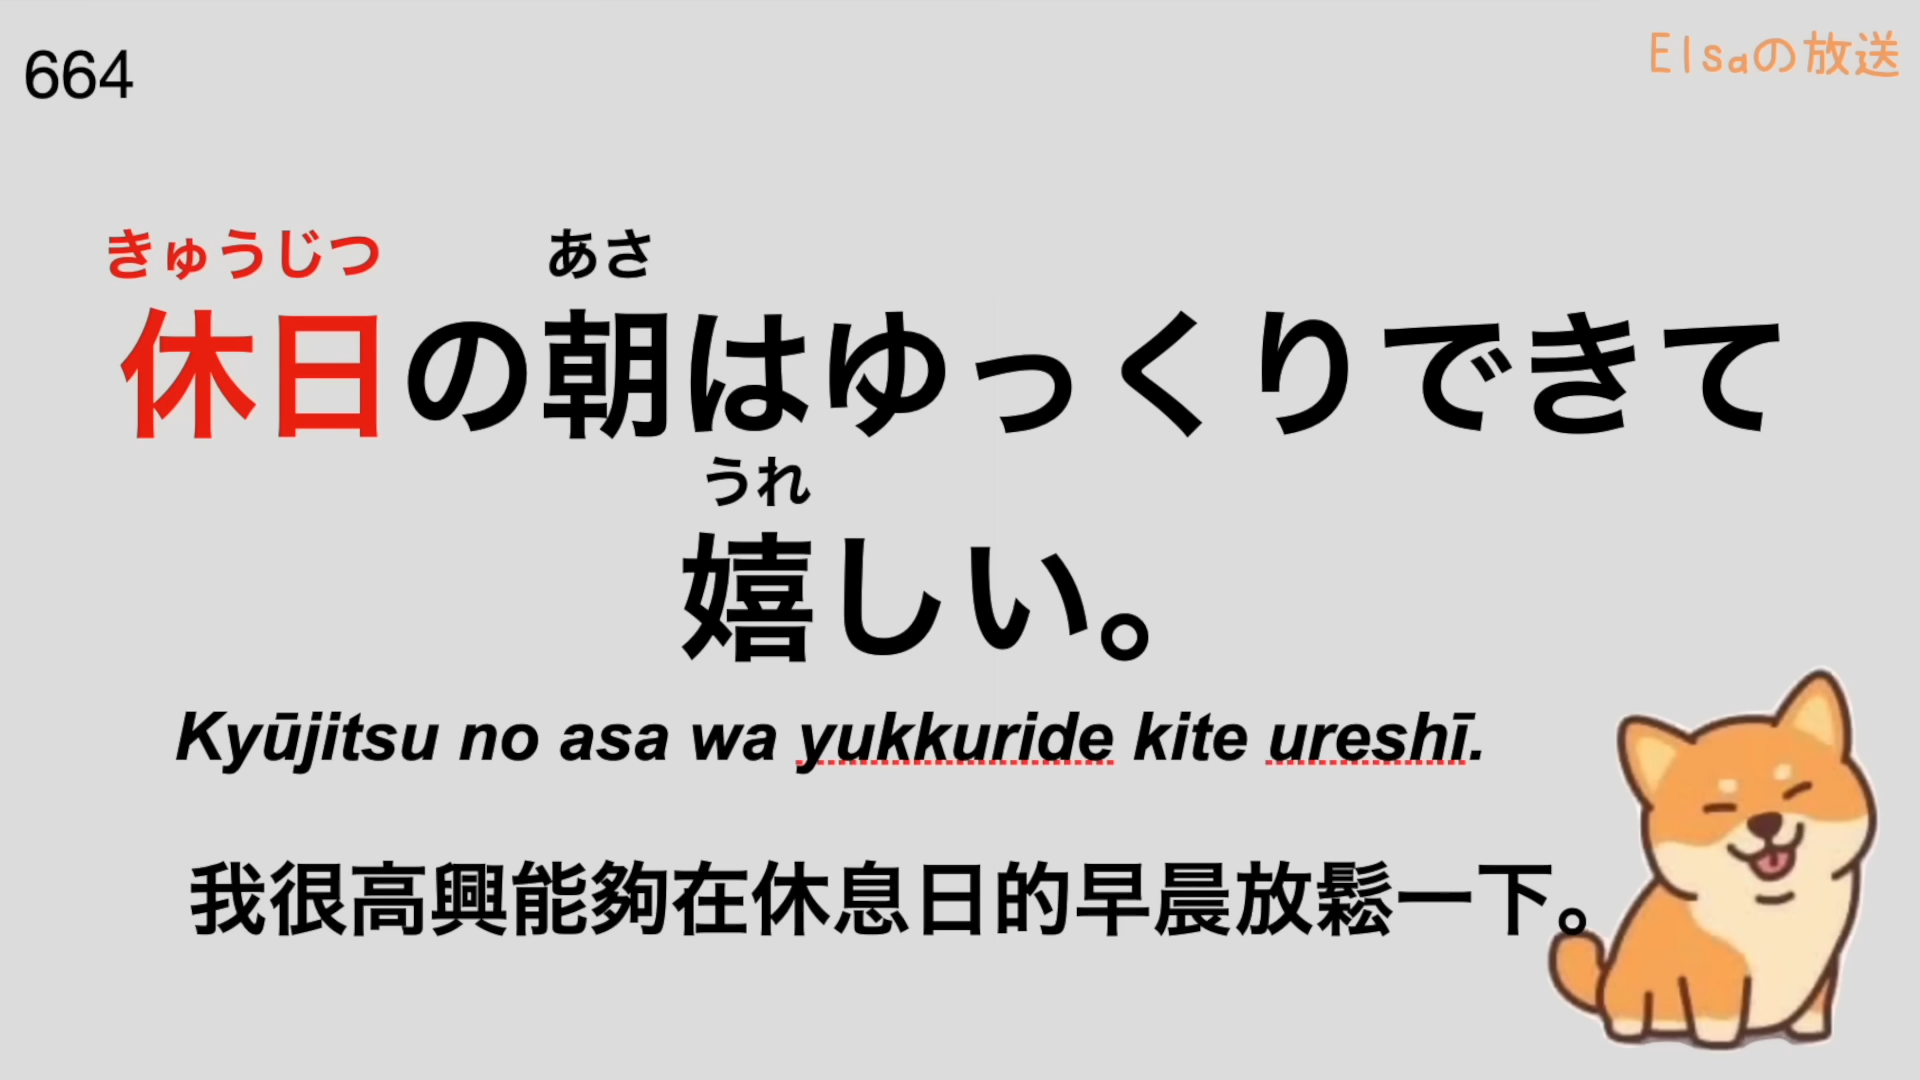 664
Elsaの放送
きゅうじつ あさ
休日の朝はゆっくりできて
うれ
嬉しい。
Kyūjitsu no asa wa yukkuride kite ureshī.
我很高興能夠在休息日的早晨放鬆一下。